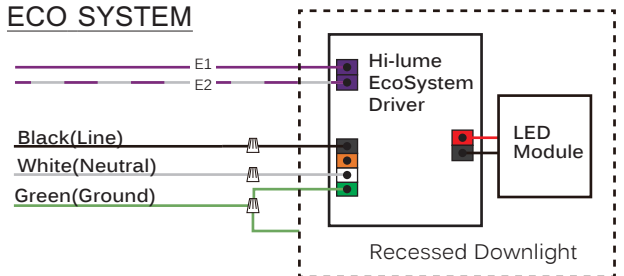 ECO SYSTEM
E1
E2
Hi-lume
EcoSystem
Driver
LED
Module
Black(Line)
White(Neutral)
Green(Ground)
Recessed Downlight